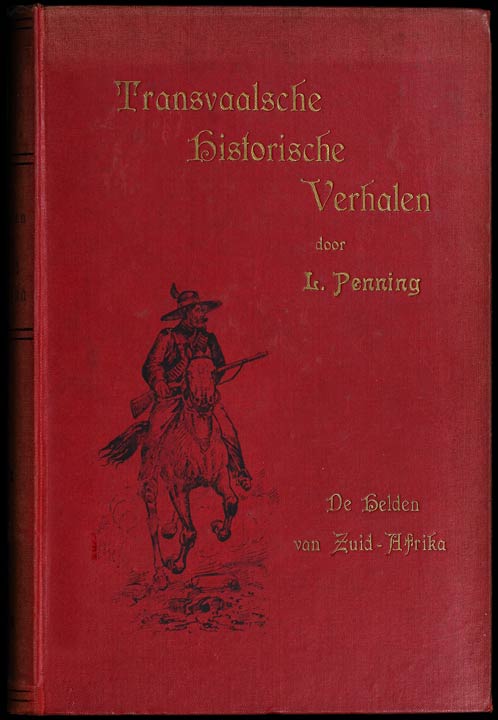 Transvaalsche
Historische
Verhalen
door
L. Penning
De Helden
van Zuid-Afrika